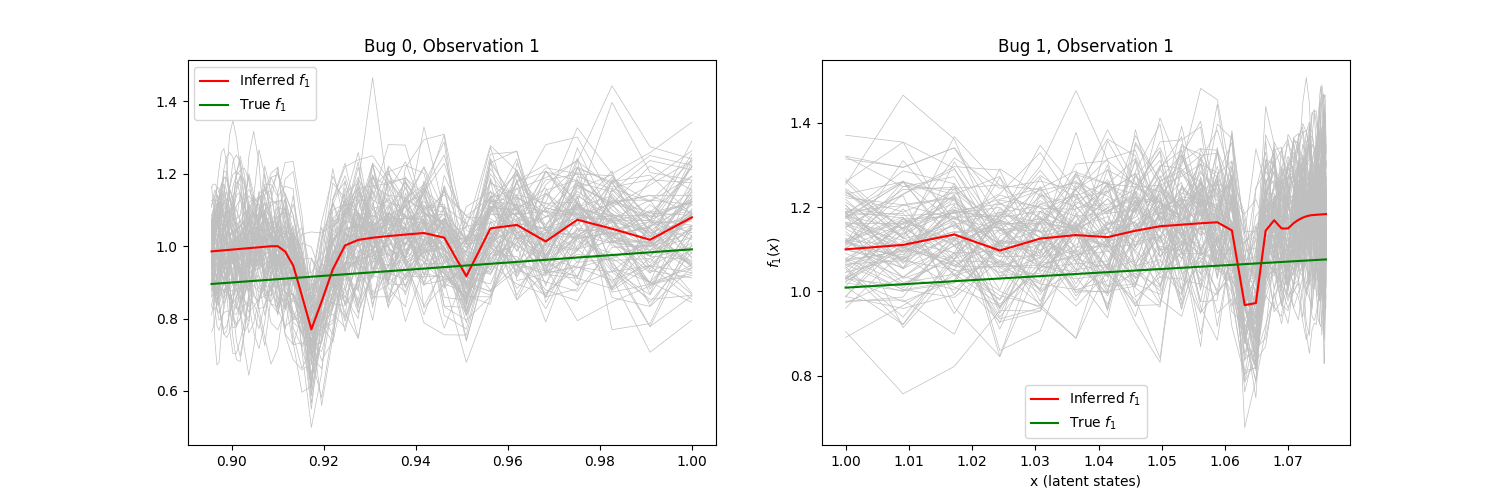 Bug 0, Observation 1
Inferred f₁
True f₁
1.4
1.2
1.0
0.8
0.6
0.90
0.92
0.94
0.96
0.98
1.00
Bug 1, Observation 1
f₁(x)
1.4
1.2
1.0
0.8
Inferred f₁
True f₁
1.00
1.01
1.02
1.03
1.04
1.05
1.06
1.07
x (latent states)